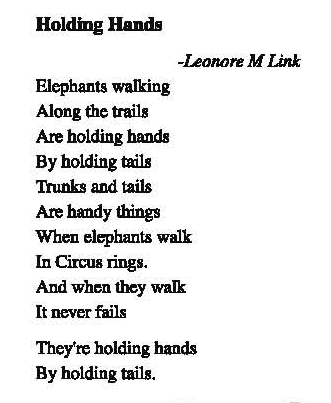 Holding Hands
-Leonore M Link
Elephants walking
Along the trails
Are holding hands
By holding tails
Trunks and tails
Are handy things
When elephants walk
In Circus rings.
And when they walk
It never fails
They're holding hands
By holding tails.